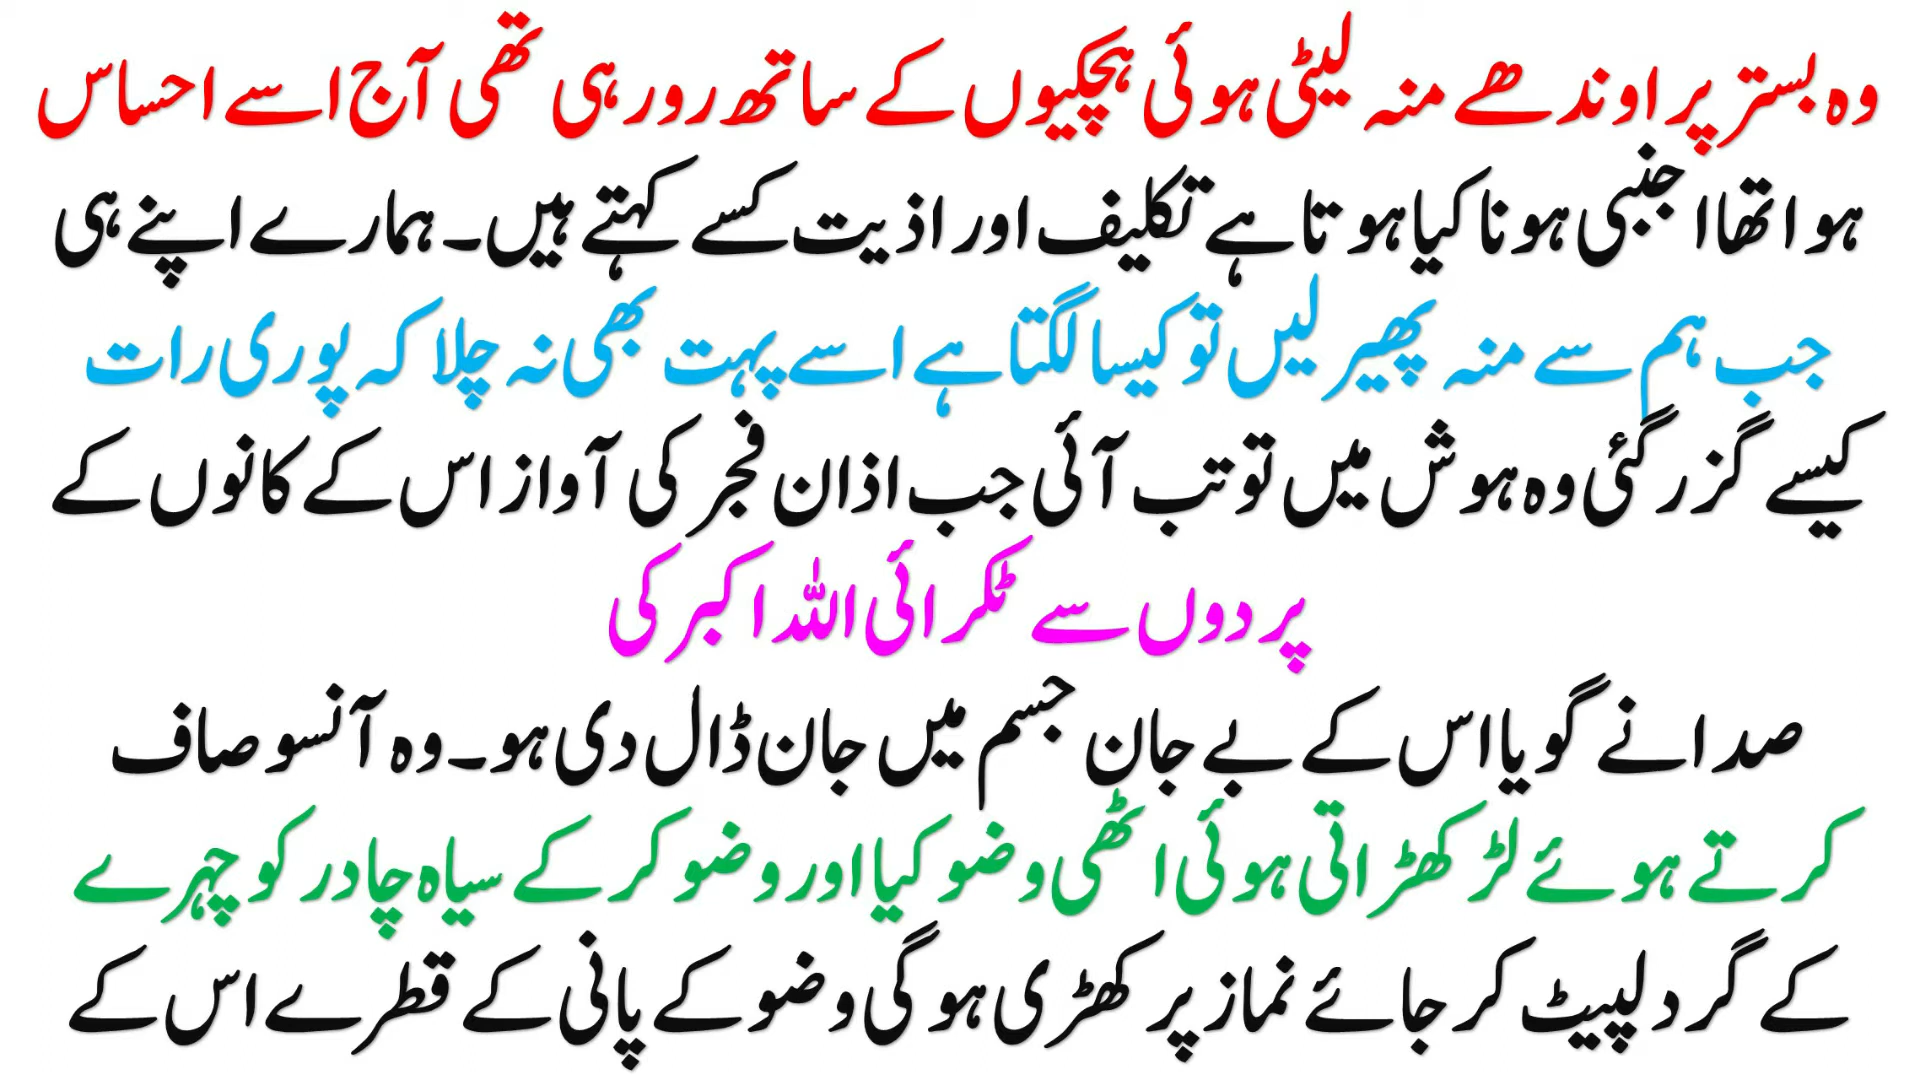 وہ بستر پر اوندھے منہ لیٹی ہوئی ہچکیوں کے ساتھ رو رہی تھی آج اسے احساس
ہوا تھا اجنبی ہونا کیا ہوتا ہے تکلیف اور اذیت کسے کہتے ہیں۔ ہمارے اپنے ہی
جب ہم سے منہ پھیر لیں تو کیسا لگتا ہے اسے پہت بھی نہ چلا کہ پوری رات
کیسے گزر گئی وہ ہوش میں تو تب آئی جب اذان فجر کی آواز اس کے کانوں کے
پردوں سے ٹکرائی اللہ اکبر کی
صدا نے گویا اس کے بے جان جسم میں جان ڈال دی ہو۔ وہ آنسو صاف
کرتے ہوئے لڑکھڑاتی ہوئی اٹھی وضو کیا اور وضو کر کے سیاہ چادر کو چہرے
کے گرد لپیٹ کر جائے نماز پر کھڑی ہو گی وضو کے پانی کے قطرے اس کے